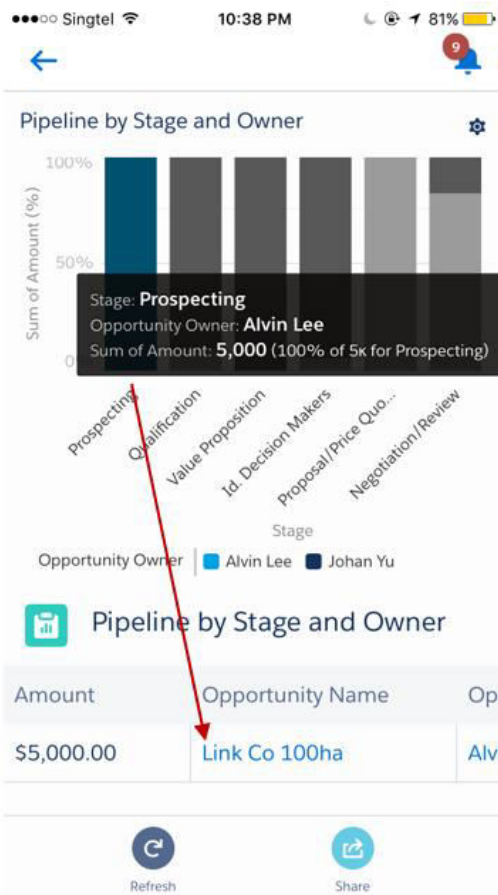 Singtel 10:38 PM 81%
9
Pipeline by Stage and Owner
100%
50%
0
Sum of Amount (%)
Stage: Prospecting
Opportunity Owner: Alvin Lee
Sum of Amount: 5,000 (100% of 5K for Prospecting)
Prospecting
Qualification
Value Proposition
Id. Decision Makers
Proposal/Price Quo...
Negotiation/Review
Stage
Opportunity Owner Alvin Lee Johan Yu
Pipeline by Stage and Owner
Amount Opportunity Name Op
$5,000.00 Link Co 100ha Alv
Refresh Share